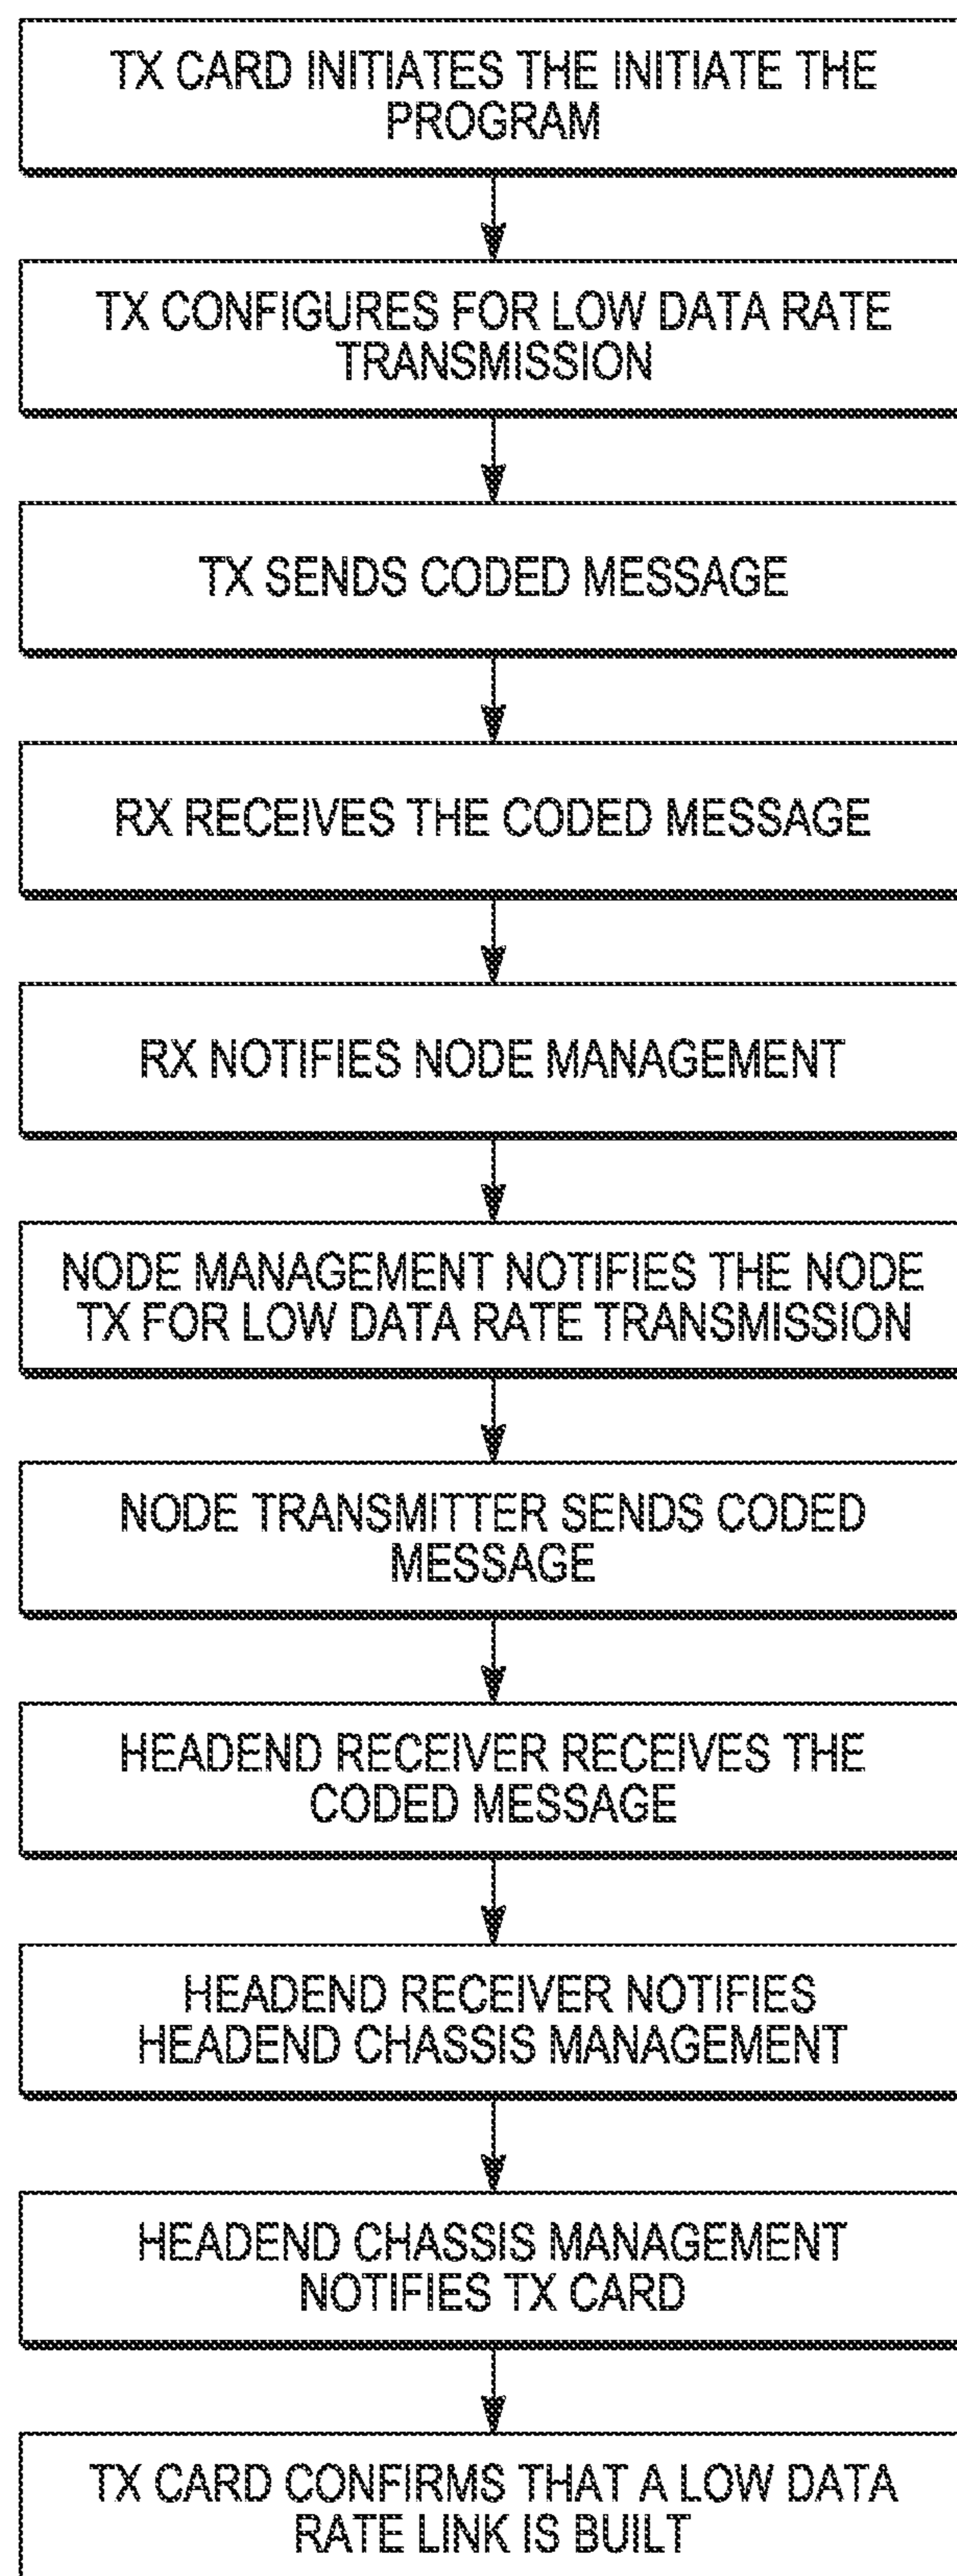 TX CARD INITIATES THE INITIATE THE
PROGRAM
TX CONFIGURES FOR LOW DATA RATE
TRANSMISSION
TX SENDS CODED MESSAGE
RX RECEIVES THE CODED MESSAGE
RX NOTIFIES NODE MANAGEMENT
NODE MANAGEMENT NOTIFIES THE NODE
TX FOR LOW DATA RATE TRANSMISSION
NODE TRANSMITTER SENDS CODED
MESSAGE
HEADEND RECEIVER RECEIVES THE
CODED MESSAGE
HEADEND RECEIVER NOTIFIES
HEADEND CHASSIS MANAGEMENT
HEADEND CHASSIS MANAGEMENT
NOTIFIES TX CARD
TX CARD CONFIRMS THAT A LOW DATA
RATE LINK IS BUILT